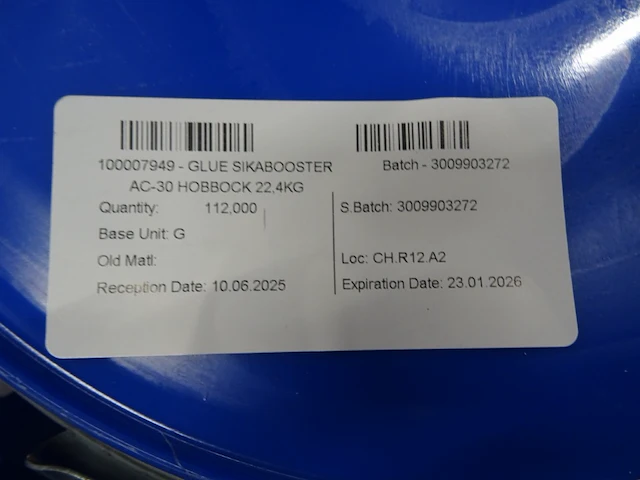 100007949 - GLUE SIKABOOSTER
AC-30 HOBBOCK 22,4KG
Batch - 3009903272
Quantity: 112,000
S.Batch: 3009903272
Base Unit: G
Old Matl:
Loc: CH.R12.A2
Reception Date: 10.06.2025
Expiration Date: 23.01.2026